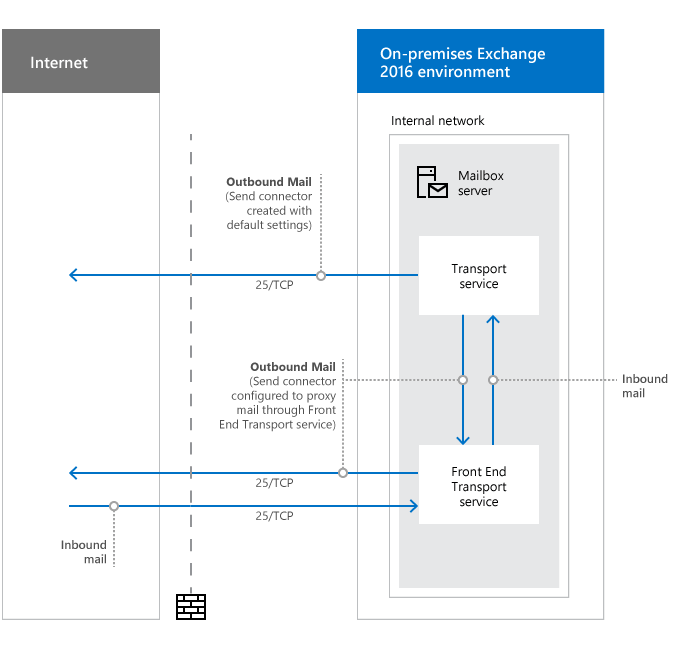 Internet
On-premises Exchange
2016 environment
Internal network
Mailbox
server
Outbound Mail
(Send connector
created with
default settings)
Transport
service
25/TCP
Outbound Mail
(Send connector
configured to proxy
mail through Front
End Transport service)
Inbound
mail
Front End
Transport
service
25/TCP
25/TCP
Inbound
mail